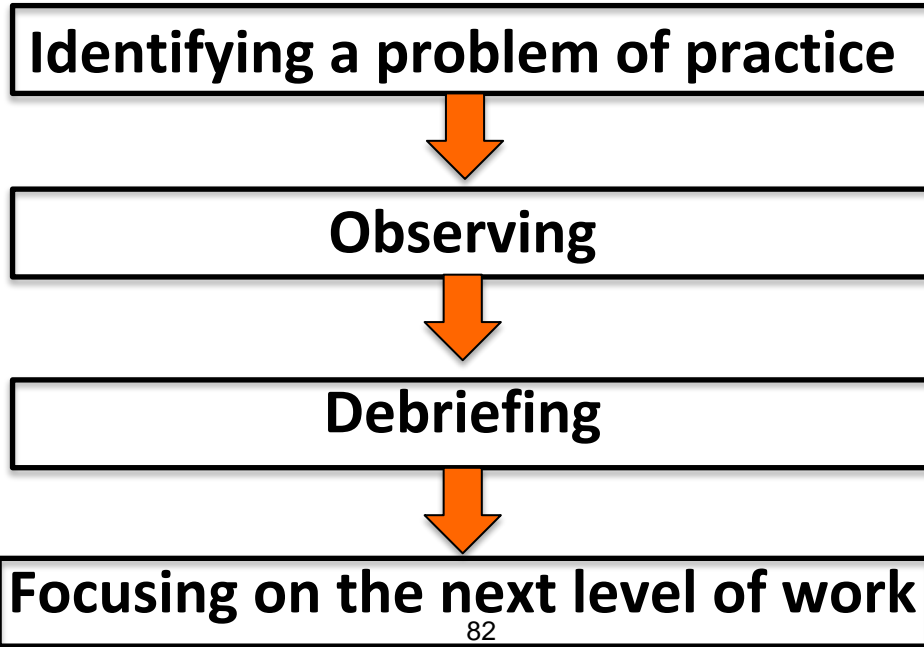 Identifying a problem of practice
Observing
Debriefing
Focusing on the next level of work
82